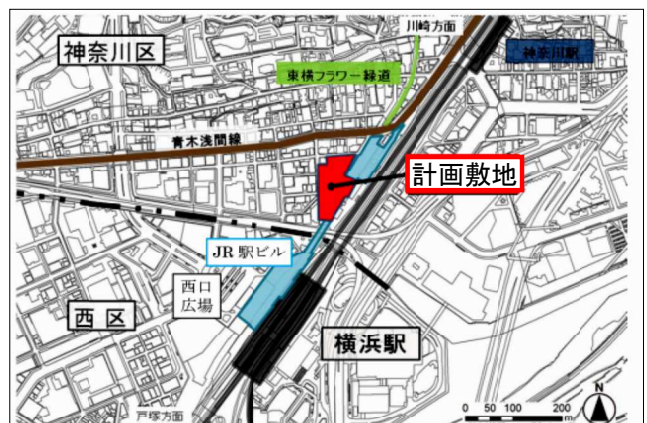 川崎方面
神奈川区
神奈川駅
東横フラワー緑道
青木浅間線
計画敷地
JR 駅ビル
西口
広場
西 区
横浜駅
戸塚方面
N
0 50 100 200
m